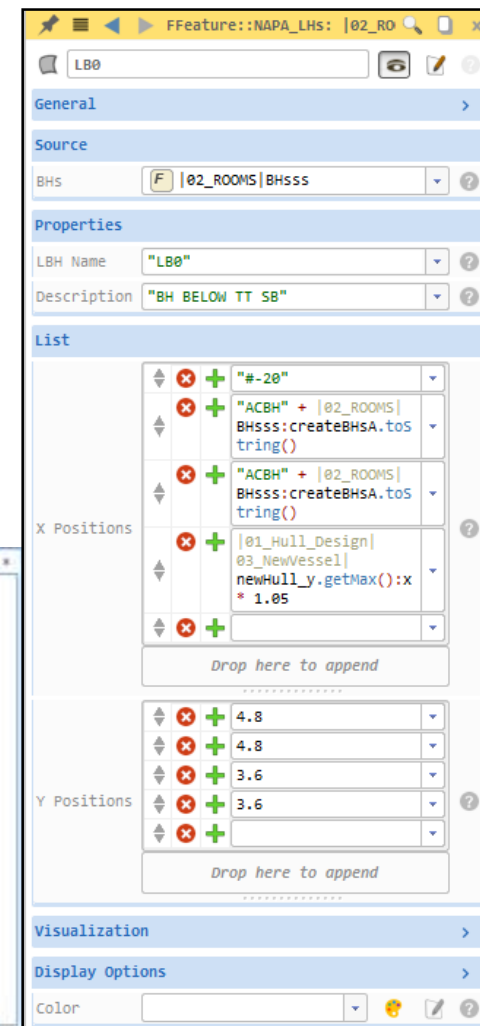 FFeature::NAPA_LHs: |02_RO
LB0
General
Source
BHs F |02_ROOMS|BHsss
Properties
LBH Name "LB0"
Description "BH BELOW TT SB"
List
X Positions
"#-20"
"ACBH" + |02_ROOMS|
BHsss:createBHsA.toS
tring()
"ACBH" + |02_ROOMS|
BHsss:createBHsA.toS
tring()
|01_Hull_Design|
03_NewVessel|
newHull_y.getMax():x
* 1.05
Drop here to append
Y Positions
4.8
4.8
3.6
3.6
Drop here to append
Visualization
Display Options
Color